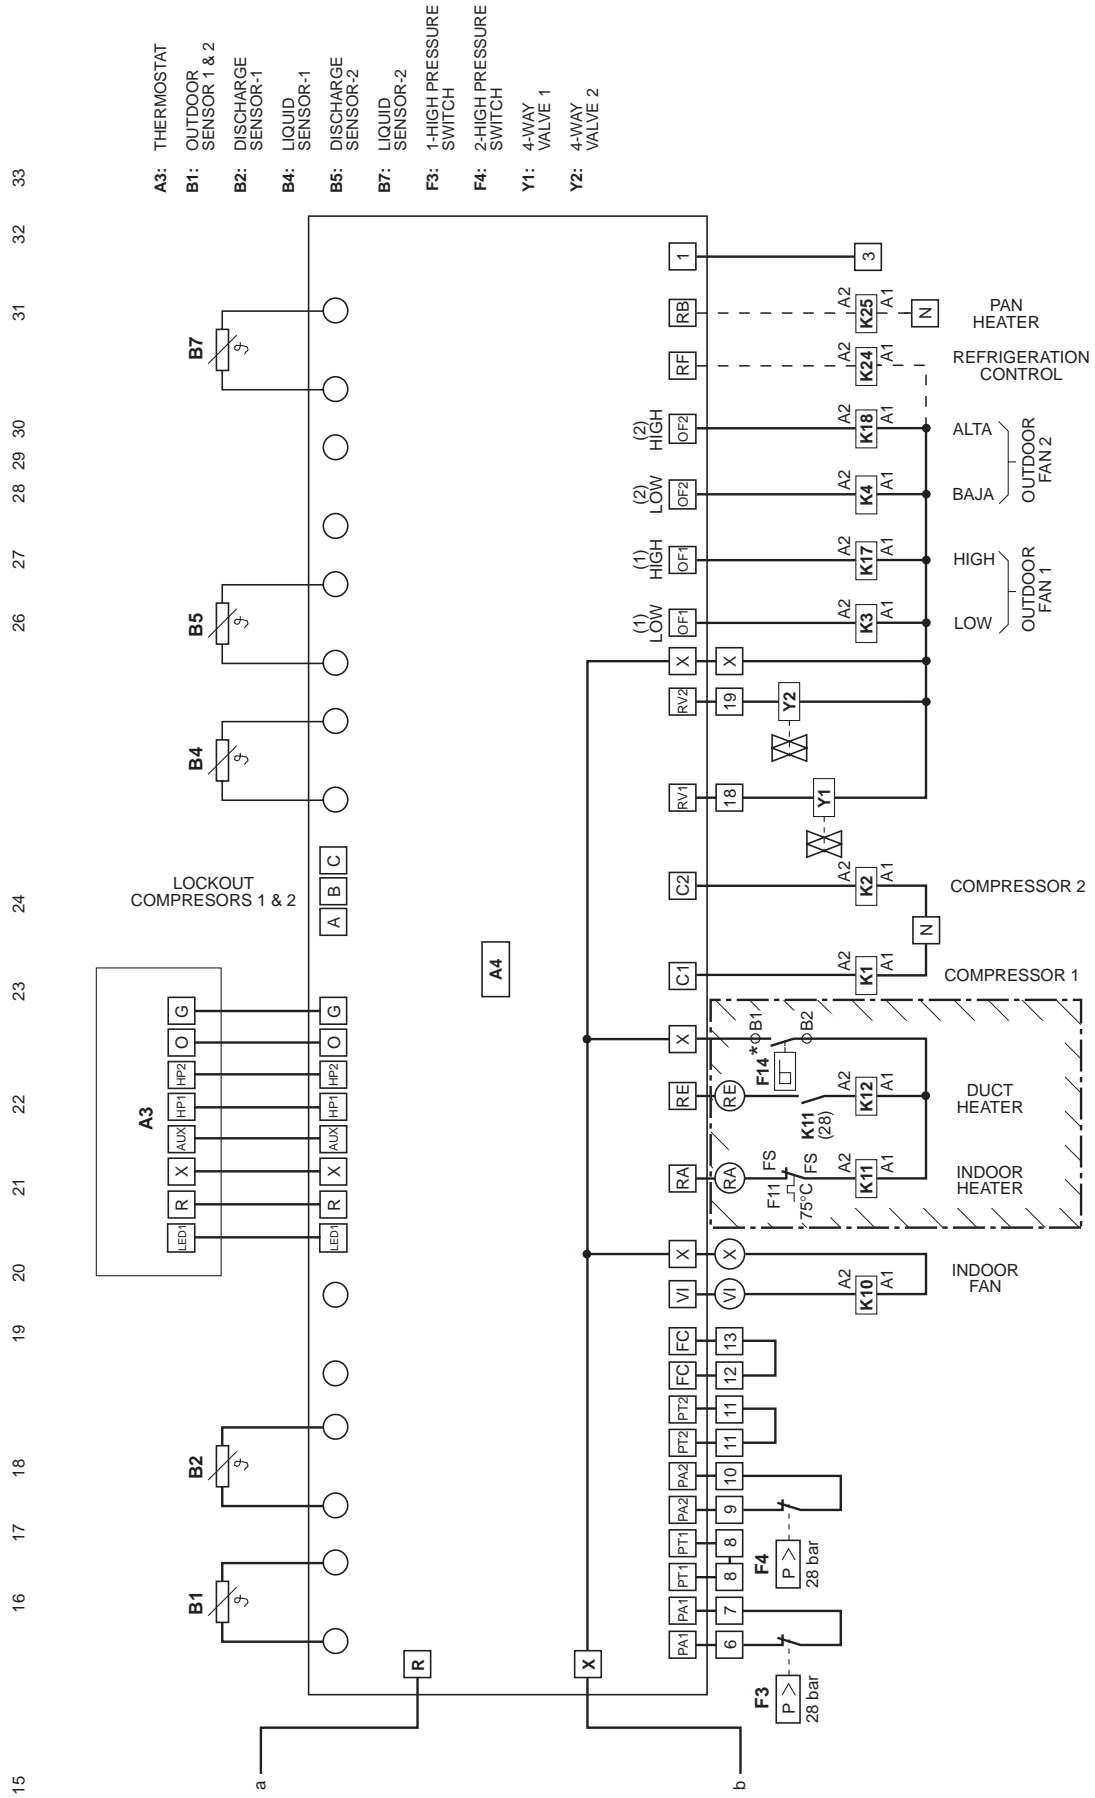 15
16
17
18
19
20
21
22
23
24
26
27
28
29
30
31
32
33
A3: THERMOSTAT
B1: OUTDOOR
SENSOR 1 & 2
B2: DISCHARGE
SENSOR-1
B4: LIQUID
SENSOR-1
B5: DISCHARGE
SENSOR-2
B7: LIQUID
SENSOR-2
F3: 1-HIGH PRESSURE
SWITCH
F4: 2-HIGH PRESSURE
SWITCH
Y1: 4-WAY
VALVE 1
Y2: 4-WAY
VALVE 2
B1
B2
A3
LOCKOUT
COMPRESORS 1 & 2
B4
B5
B7
LED1 R X AUX HP1 HP2 O G
LED1 R X AUX HP1 HP2 O G
A B C
a
R
A4
X
b
(1)
LOW
(1)
HIGH
(2)
LOW
(2)
HIGH
PA1 PA1 PT1 PT1 PA2 PA2 PT2 PT2 FC FC VI X RA RE X C1 C2 RV1 RV2 X OF1 OF1 OF2 OF2 RF RB 1
6 7 8 8 9 10 11 11 12 13 VI X RA RE 18 19 X
F3
P >
28 bar
F4
P >
28 bar
F11
75°C
FS
FS
K11
(28)
F14
*
B1
B2
Y1
Y2
A2 A2 A2 A2 A2 A2 A2 A2 A2 A2 A2
K10 K11 K12 K1 K2 K3 K17 K4 K18 K24 K25 3
A1 A1 A1 A1 A1 A1 A1 A1 A1 A1 A1
N
N
INDOOR
FAN
INDOOR
HEATER
DUCT
HEATER
COMPRESSOR 1
COMPRESSOR 2
LOW
HIGH
OUTDOOR
FAN 1
BAJA
ALTA
OUTDOOR
FAN 2
REFRIGERATION
CONTROL
PAN
HEATER